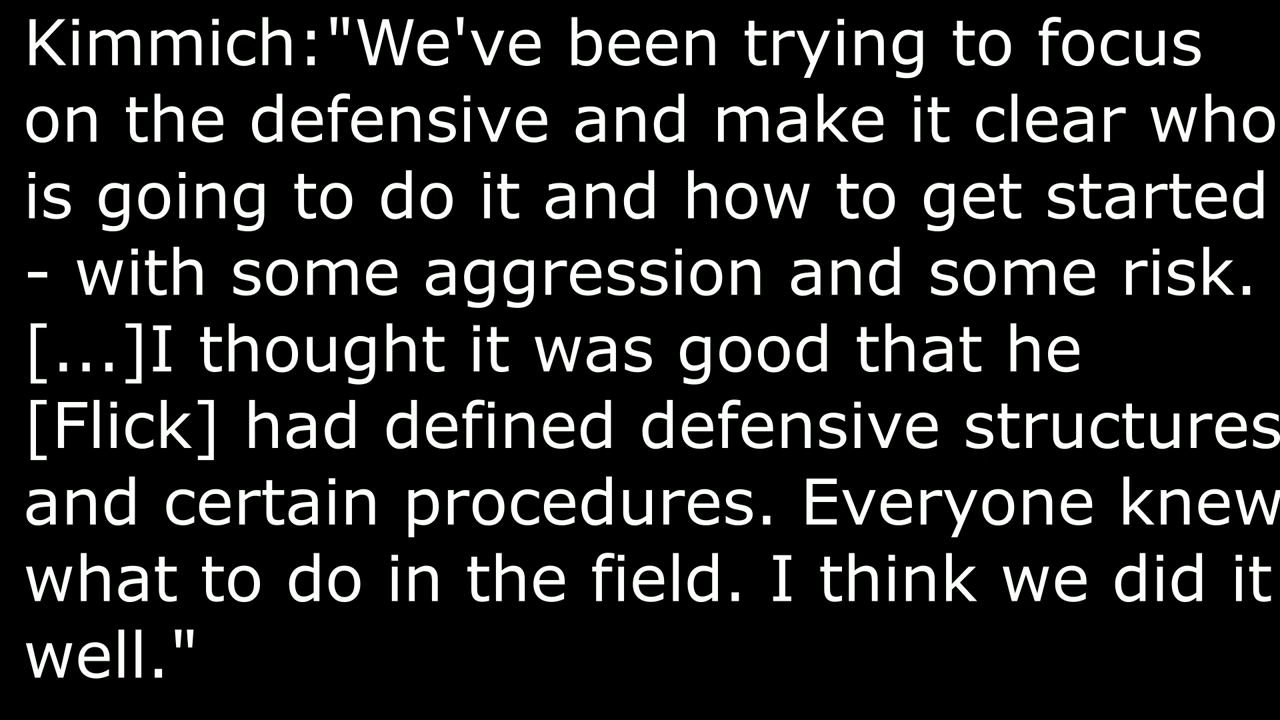 Kimmich:"We've been trying to focus
on the defensive and make it clear who
is going to do it and how to get started
- with some aggression and some risk.
[...]I thought it was good that he
[Flick] had defined defensive structures
and certain procedures. Everyone knew
what to do in the field. I think we did it
well."